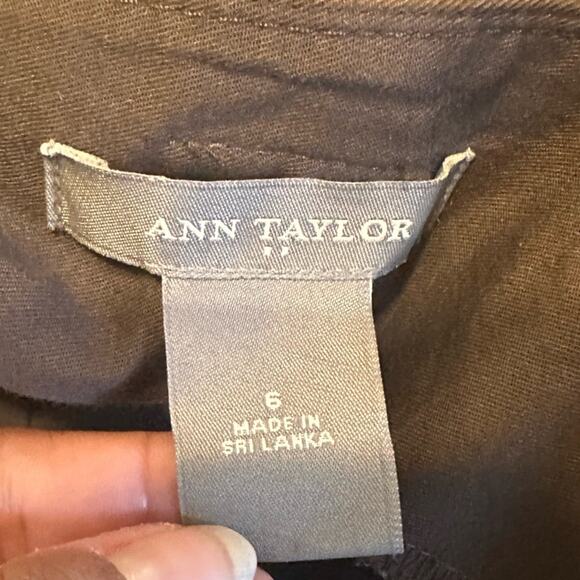 ANN TAYLOR
6
MADE IN
SRI LANKA